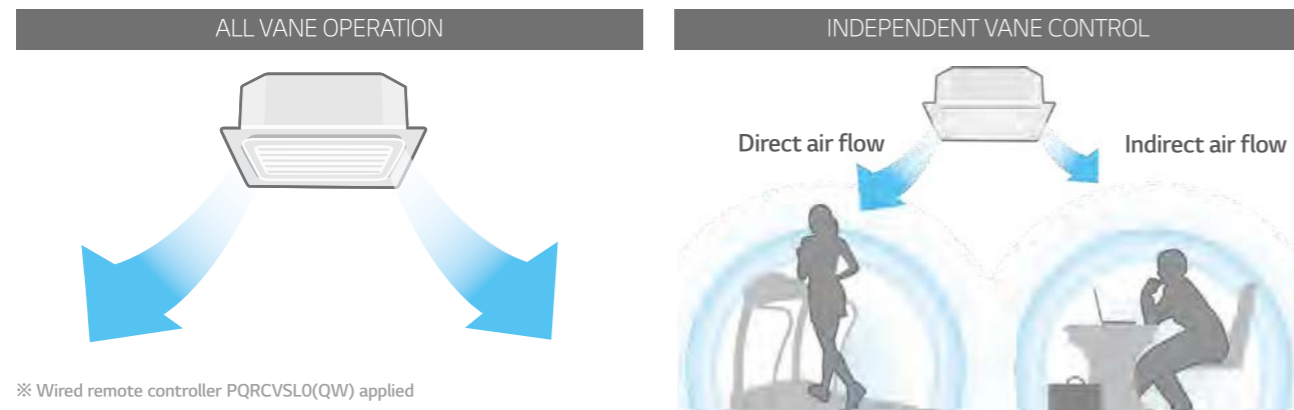 ALL VANE OPERATION
INDEPENDENT VANE CONTROL
Direct air flow
Indirect air flow
※ Wired remote controller PQRCVSL0(QW) applied